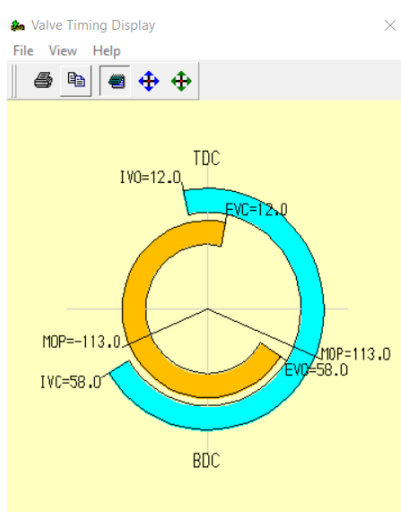 Valve Timing Display
File View Help
TDC
IVO=12.0
EVC=12.0
MOP=-113.0
MOP=113.0
IVC=58.0
EVO=58.0
BDC